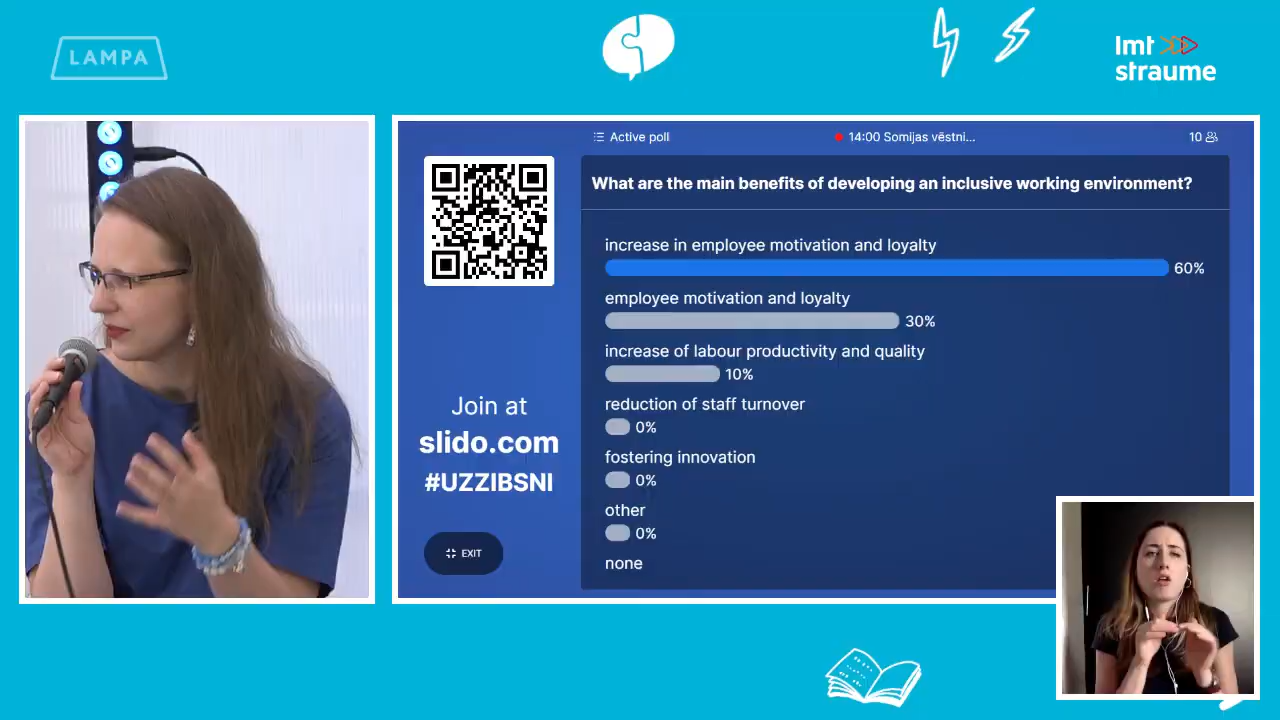 LAMPA
lmt
straume
Active poll
14:00 Somijas vēstni...
10
What are the main benefits of developing an inclusive working environment?
increase in employee motivation and loyalty
60%
employee motivation and loyalty
30%
increase of labour productivity and quality
10%
reduction of staff turnover
0%
fostering innovation
0%
other
0%
none
Join at
slido.com
#UZZIBSNI
EXIT